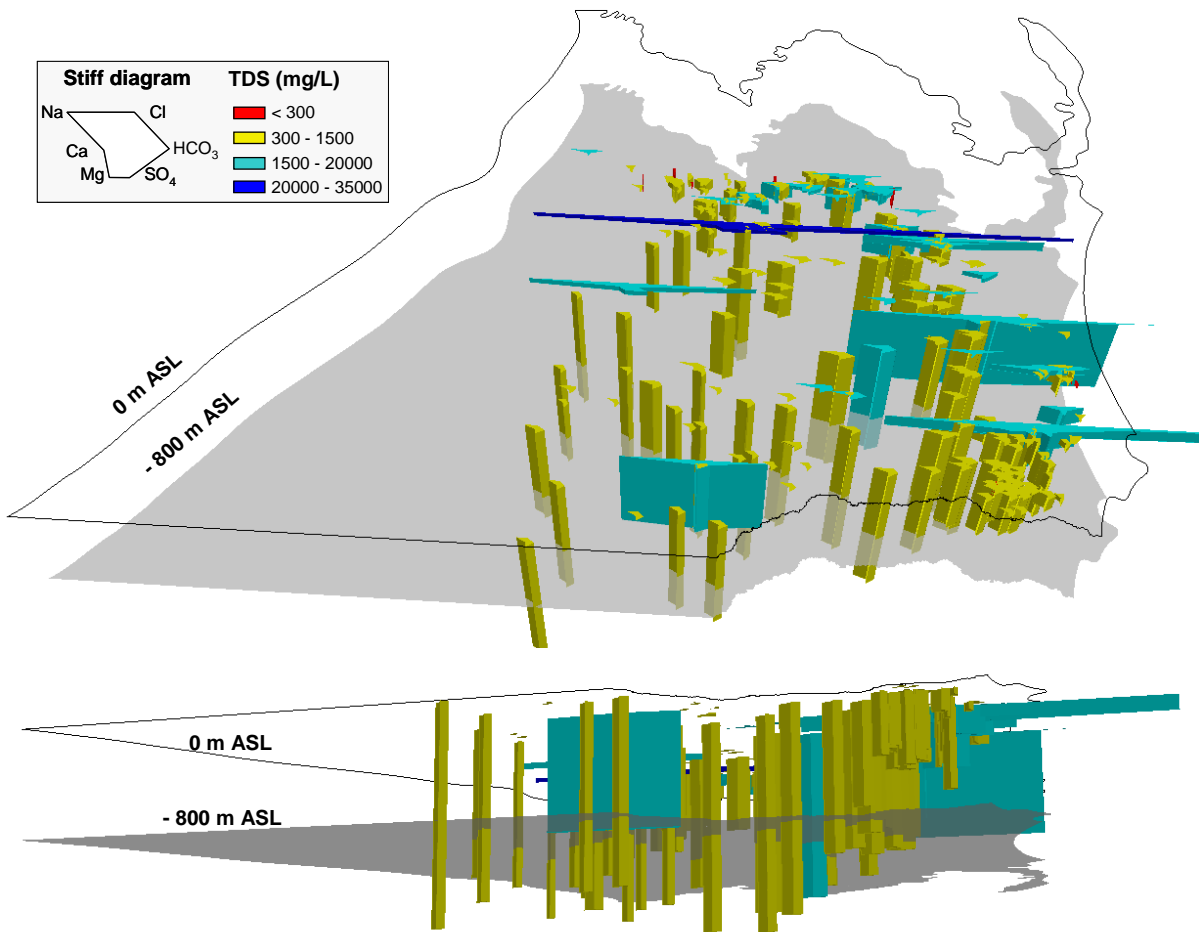 Stiff diagram TDS (mg/L)
Na Cl < 300
300 - 1500
Ca HCO3 1500 - 20000
Mg SO4 20000 - 35000
0 m ASL
- 800 m ASL
0 m ASL
- 800 m ASL